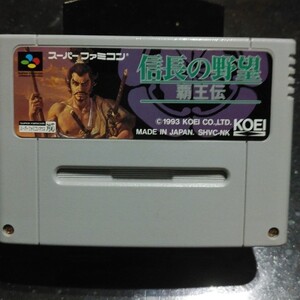 スーパーファミコン
信長の野望
覇王伝
©1993 KOEI CO.,LTD.
MADE IN JAPAN. SHVC-NK
KOEI